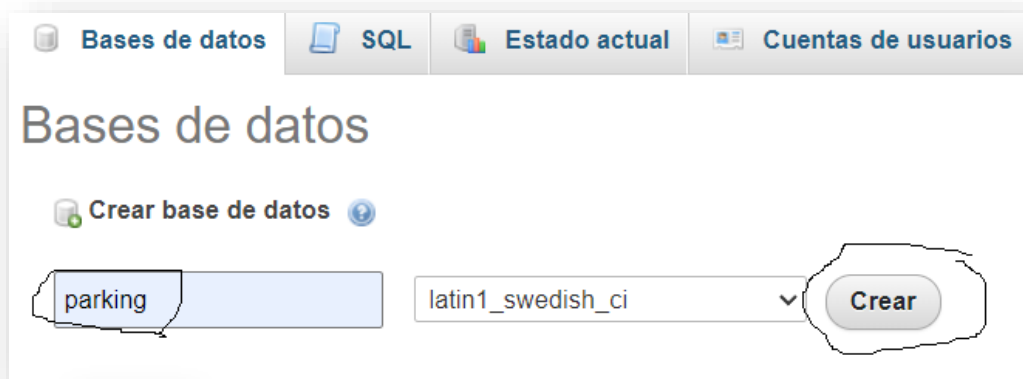 Bases de datos SQL Estado actual Cuentas de usuarios
Bases de datos
Crear base de datos
parking latin1_swedish_ci Crear